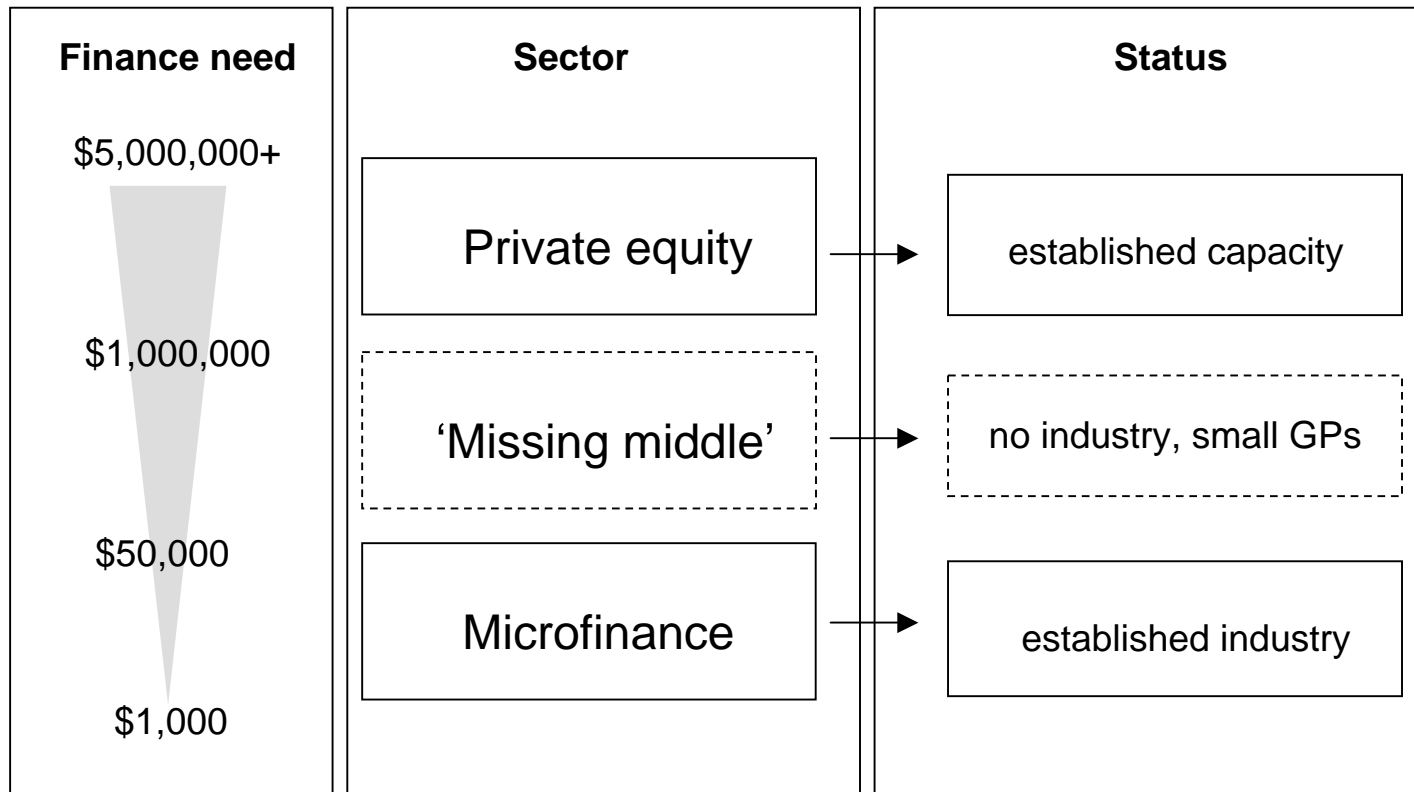 Finance need
$5,000,000+
$1,000,000
$50,000
$1,000
Sector
Private equity
‘Missing middle’
Microfinance
Status
established capacity
no industry, small GPs
established industry